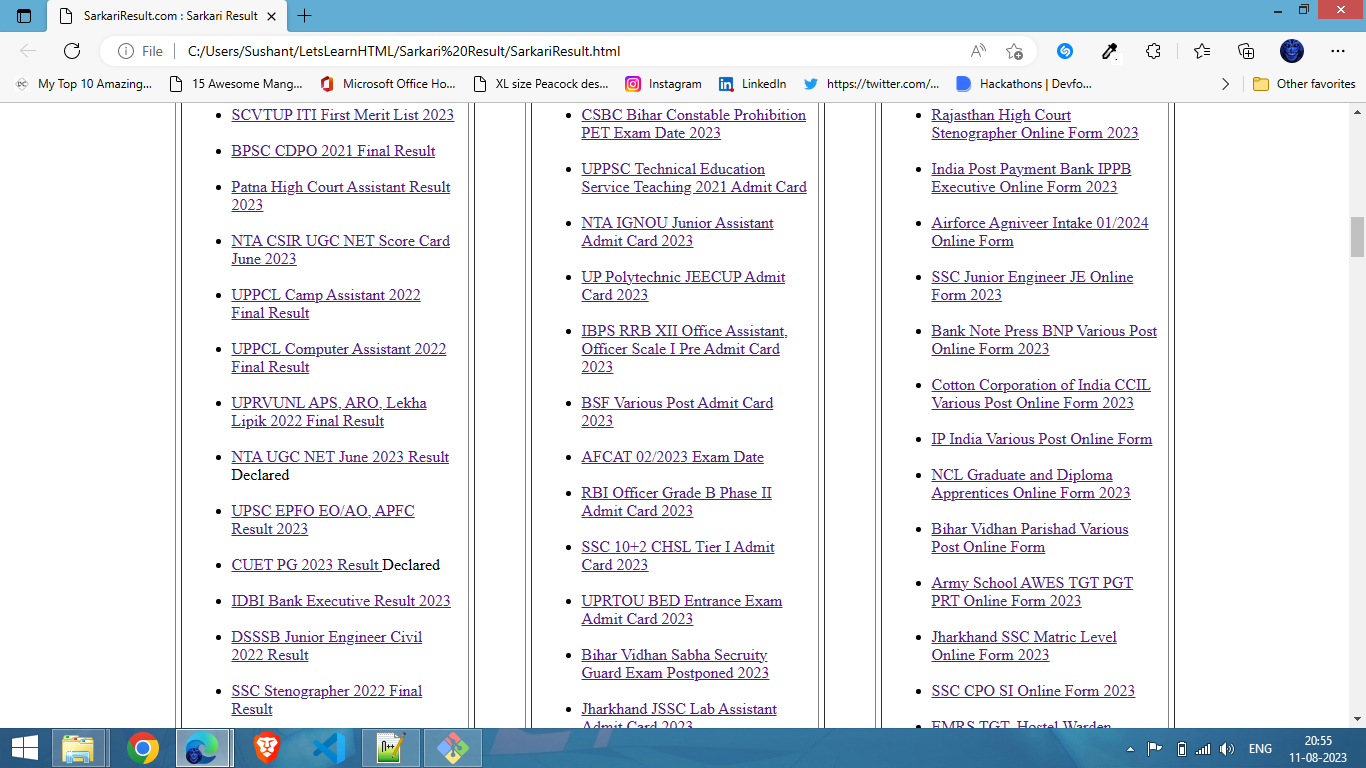 SarkariResult.com : Sarkari Result
File
C:/Users/Sushant/LetsLearnHTML/Sarkari%20Result/SarkariResult.html
My Top 10 Amazing...
15 Awesome Mang...
Microsoft Office Ho...
XL size Peacock des...
Instagram
LinkedIn
https://twitter.com/...
Hackathons | Devfo...
Other favorites
SCVTUP ITI First Merit List 2023
BPSC CDPO 2021 Final Result
Patna High Court Assistant Result
2023
NTA CSIR UGC NET Score Card
June 2023
UPPCL Camp Assistant 2022
Final Result
UPPCL Computer Assistant 2022
Final Result
UPRVUNL APS, ARO, Lekha
Lipik 2022 Final Result
NTA UGC NET June 2023 Result
Declared
UPSC EPFO EO/AO, APFC
Result 2023
CUET PG 2023 Result Declared
IDBI Bank Executive Result 2023
DSSSB Junior Engineer Civil
2022 Result
SSC Stenographer 2022 Final
Result
CSBC Bihar Constable Prohibition
PET Exam Date 2023
UPPSC Technical Education
Service Teaching 2021 Admit Card
NTA IGNOU Junior Assistant
Admit Card 2023
UP Polytechnic JEECUP Admit
Card 2023
IBPS RRB XII Office Assistant,
Officer Scale I Pre Admit Card
2023
BSF Various Post Admit Card
2023
AFCAT 02/2023 Exam Date
RBI Officer Grade B Phase II
Admit Card 2023
SSC 10+2 CHSL Tier I Admit
Card 2023
UPRTOU BED Entrance Exam
Admit Card 2023
Bihar Vidhan Sabha Secruity
Guard Exam Postponed 2023
Jharkhand JSSC Lab Assistant
Admit Card 2023
Rajasthan High Court
Stenographer Online Form 2023
India Post Payment Bank IPPB
Executive Online Form 2023
Airforce Agniveer Intake 01/2024
Online Form
SSC Junior Engineer JE Online
Form 2023
Bank Note Press BNP Various Post
Online Form 2023
Cotton Corporation of India CCIL
Various Post Online Form 2023
IP India Various Post Online Form
NCL Graduate and Diploma
Apprentices Online Form 2023
Bihar Vidhan Parishad Various
Post Online Form
Army School AWES TGT PGT
PRT Online Form 2023
Jharkhand SSC Matric Level
Online Form 2023
SSC CPO SI Online Form 2023
EMRS TGT, Hostel Warden
ENG
20:55
11-08-2023